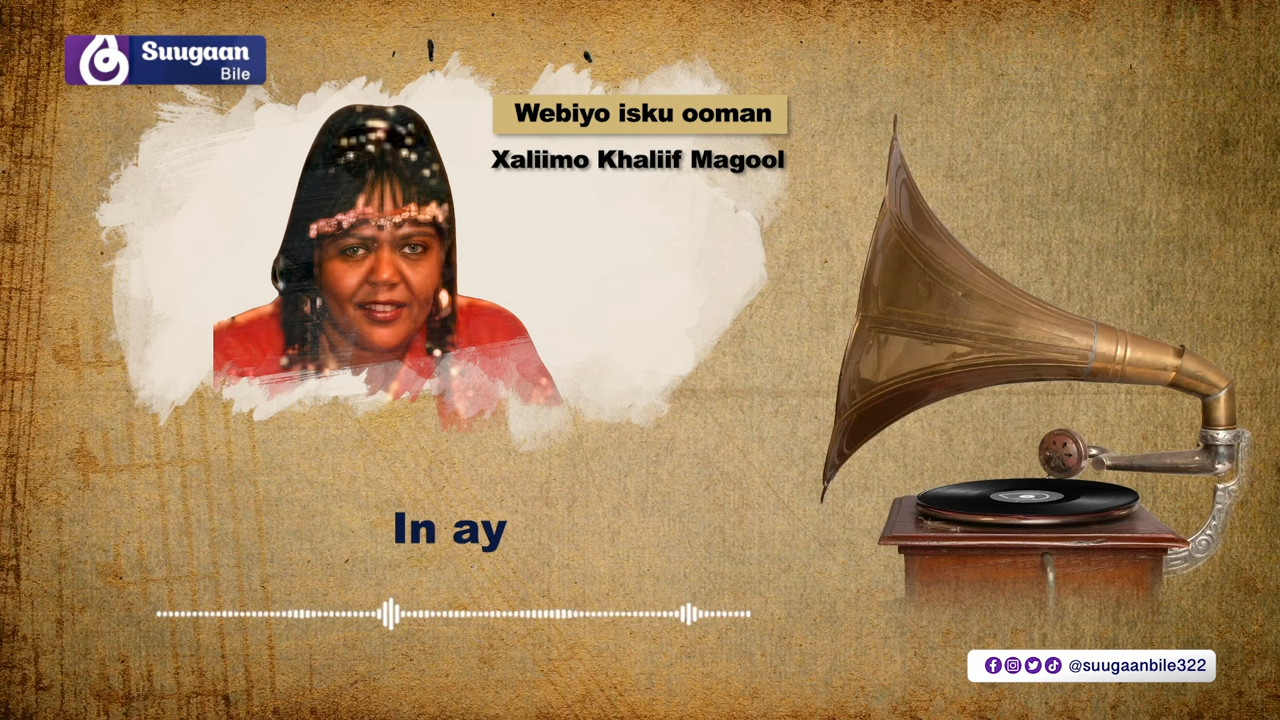 Suugaan
Bile
Webiyo isku ooman
Xaliimo Khaliif Magool
In ay
@suugaanbile322